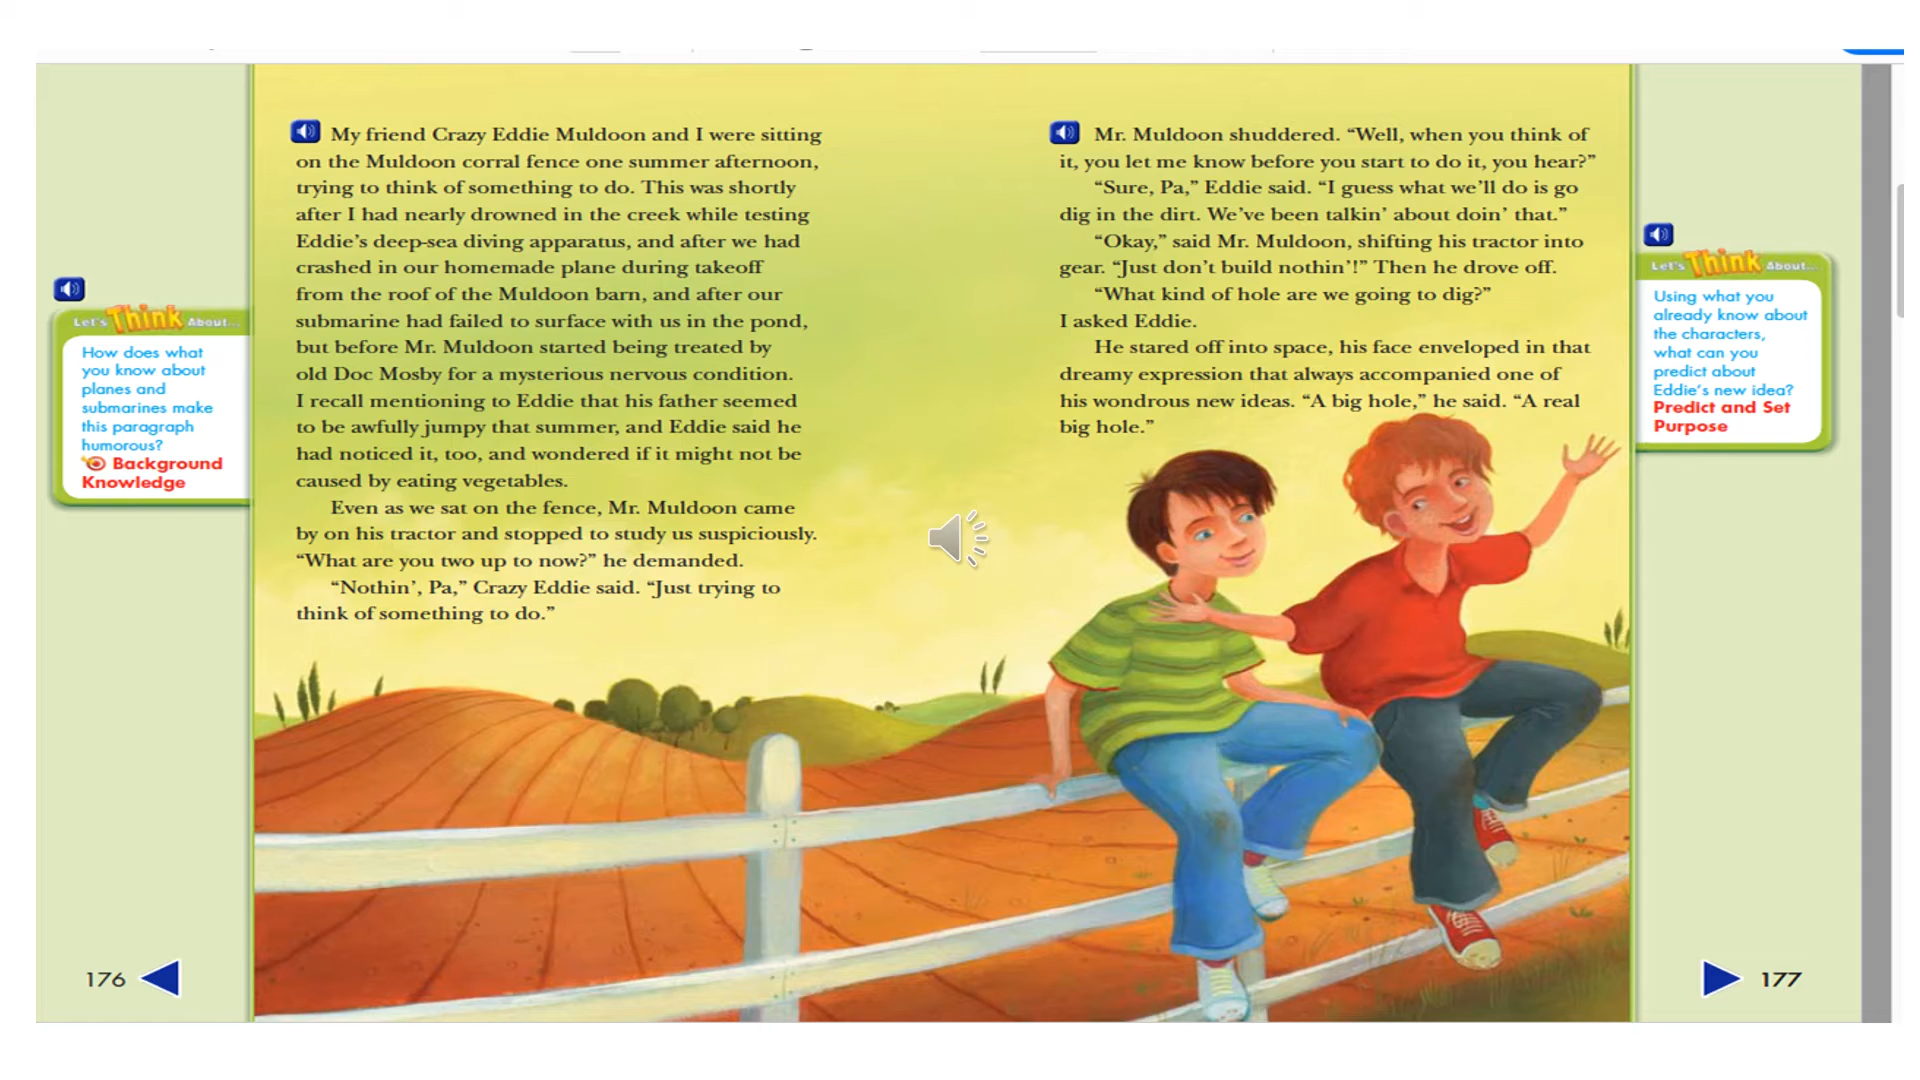 My friend Crazy Eddie Muldoon and I were sitting
on the Muldoon corral fence one summer afternoon,
trying to think of something to do. This was shortly
after I had nearly drowned in the creek while testing
Eddie’s deep-sea diving apparatus, and after we had
crashed in our homemade plane during takeoff
from the roof of the Muldoon barn, and after our
submarine had failed to surface with us in the pond,
but before Mr. Muldoon started being treated by
old Doc Mosby for a mysterious nervous condition.
I recall mentioning to Eddie that his father seemed
to be awfully jumpy that summer, and Eddie said he
had noticed it, too, and wondered if it might not be
caused by eating vegetables.
Even as we sat on the fence, Mr. Muldoon came
by on his tractor and stopped to study us suspiciously.
“What are you two up to now?” he demanded.
“Nothin’, Pa,” Crazy Eddie said. “Just trying to
think of something to do.”
Let's Think About...
How does what
you know about
planes and
submarines make
this paragraph
humorous?
Background
Knowledge
176
Mr. Muldoon shuddered. “Well, when you think of
it, you let me know before you start to do it, you hear?”
“Sure, Pa,” Eddie said. “I guess what we’ll do is go
dig in the dirt. We’ve been talkin’ about doin’ that.”
“Okay,” said Mr. Muldoon, shifting his tractor into
gear. “Just don’t build nothin’!” Then he drove off.
“What kind of hole are we going to dig?”
I asked Eddie.
He stared off into space, his face enveloped in that
dreamy expression that always accompanied one of
his wondrous new ideas. “A big hole,” he said. “A real
big hole.”
Let's Think About...
Using what you
already know about
the characters,
what can you
predict about
Eddie’s new idea?
Predict and Set
Purpose
177